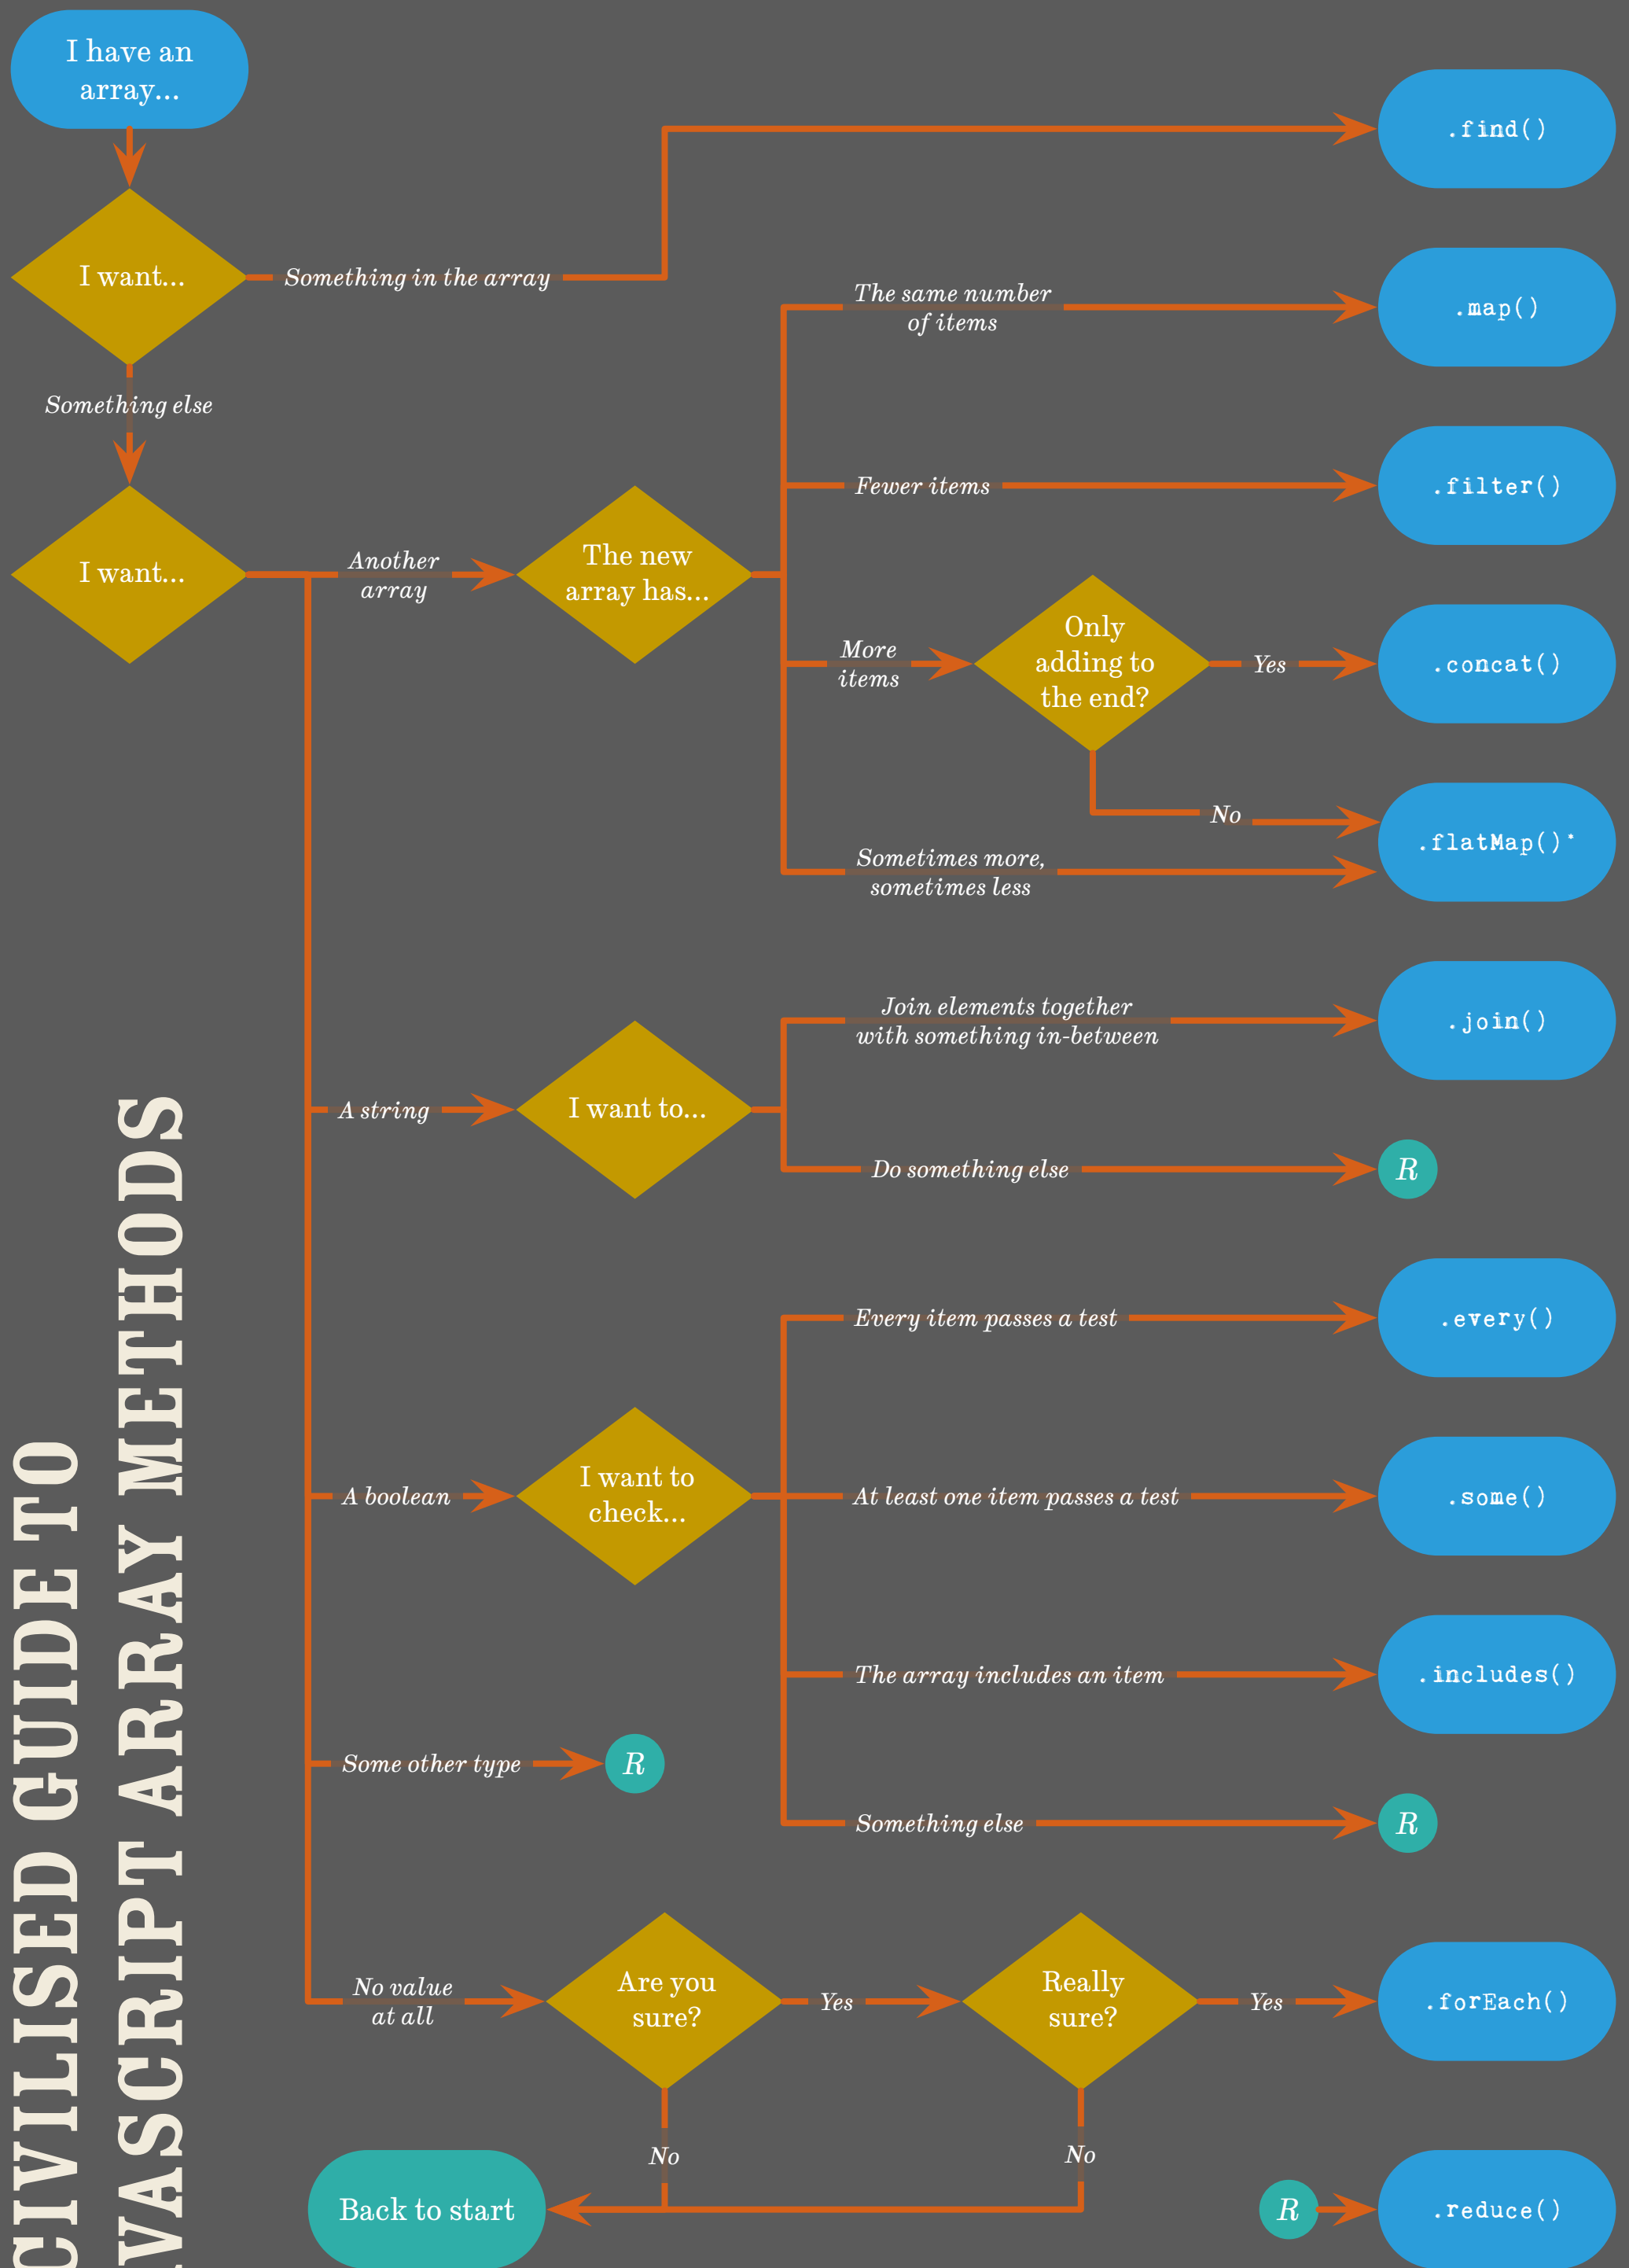 I have an
array...
.find()
I want...
Something in the array
The same number
of items
.map()
Something else
Fewer items
.filter()
I want...
Another
array
The new
array has...
More
items
Only
adding to
the end?
Yes
.concat()
No
.flatMap()*
Sometimes more,
sometimes less
Join elements together
with something in-between
.join()
A string
I want to...
Do something else
R
Every item passes a test
.every()
A boolean
I want to
check...
At least one item passes a test
.some()
The array includes an item
.includes()
Some other type
R
Something else
R
No value
at all
Are you
sure?
Yes
Really
sure?
Yes
.forEach()
No
No
Back to start
R
.reduce()
CIVILISED GUIDE TO
VASCRIPT ARRAY METHODS